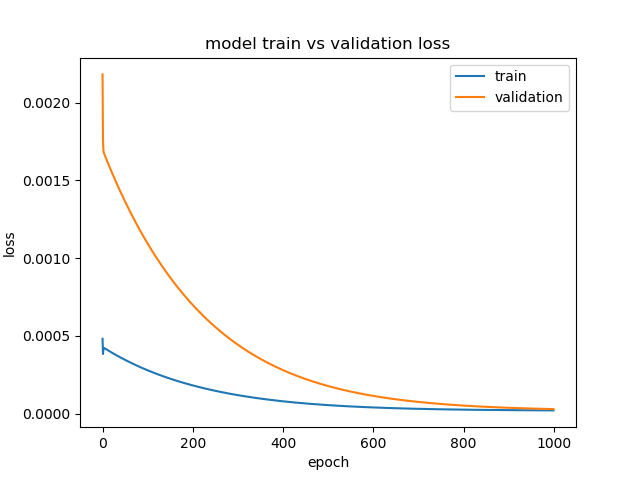 model train vs validation loss
train
validation
0.0020
0.0015
0.0010
0.0005
0.0000
loss
0 200 400 600 800 1000
epoch